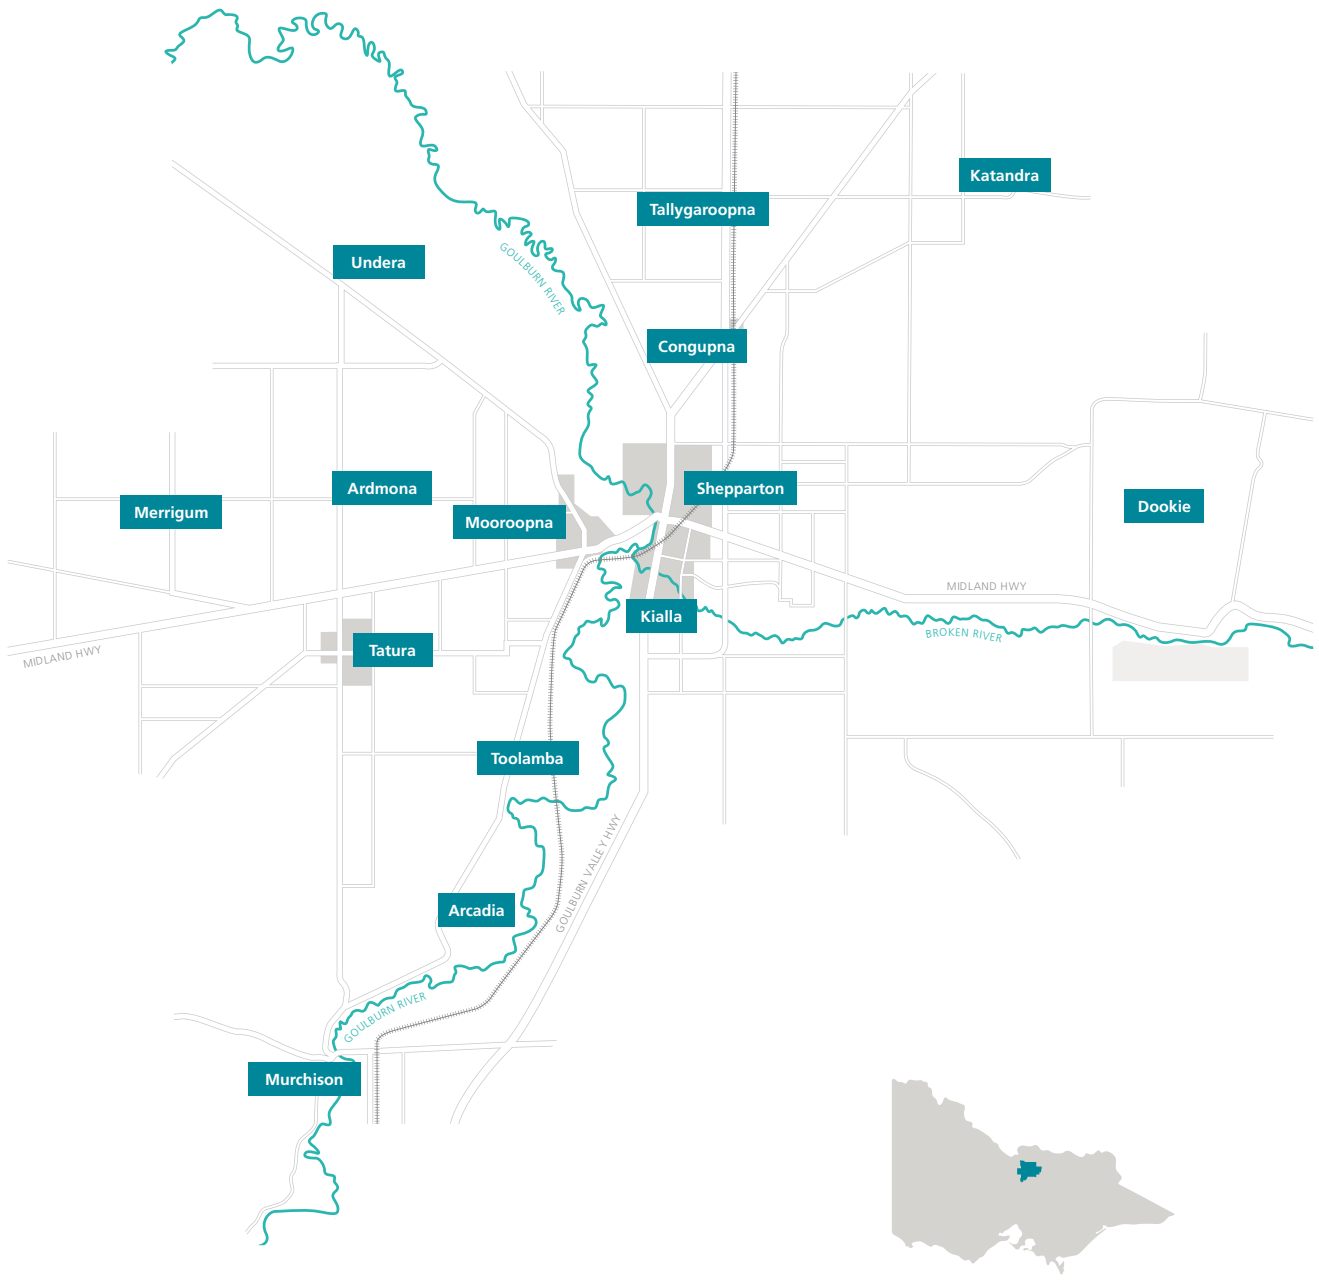 Katandra
Tallygaroopna
Undera
GOULBURN RIVER
Congupna
Ardmona
Shepparton
Merrigum
Dookie
Mooroopna
MIDLAND HWY
Kialla
BROKEN RIVER
Tatura
MIDLAND HWY
Toolamba
GOULBURN VALLEY HWY
Arcadia
GOULBURN RIVER
Murchison